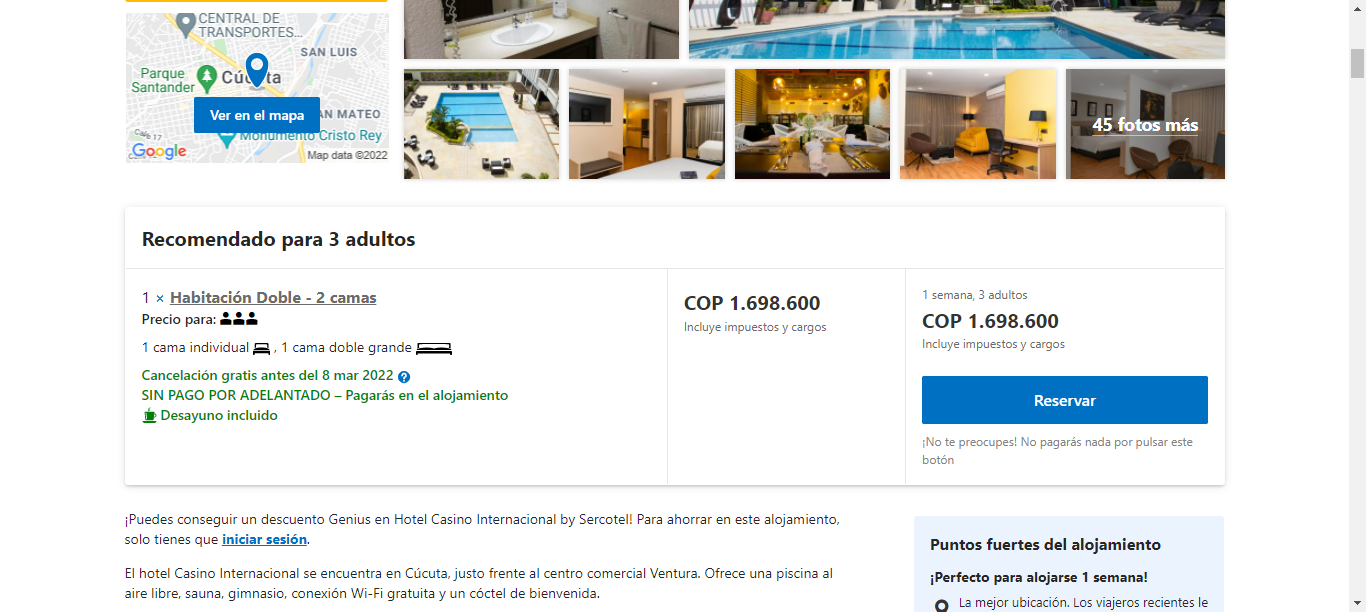 CENTRAL DE
TRANSPORTES...
SAN LUIS
Parque
Santander
Cúcuta
Ver en el mapa
AN MATEO
Calle 17
Monumento Cristo Rey
Google
Map data ©2022
45 fotos más
Recomendado para 3 adultos
1 × Habitación Doble - 2 camas
Precio para:
1 cama individual , 1 cama doble grande
Cancelación gratis antes del 8 mar 2022 ?
SIN PAGO POR ADELANTADO – Pagarás en el alojamiento
Desayuno incluido
COP 1.698.600
Incluye impuestos y cargos
1 semana, 3 adultos
COP 1.698.600
Incluye impuestos y cargos
Reservar
¡No te preocupes! No pagarás nada por pulsar este
botón
¡Puedes conseguir un descuento Genius en Hotel Casino Internacional by Sercotel! Para ahorrar en este alojamiento,
solo tienes que iniciar sesión.
El hotel Casino Internacional se encuentra en Cúcuta, justo frente al centro comercial Ventura. Ofrece una piscina al
aire libre, sauna, gimnasio, conexión Wi-Fi gratuita y un cóctel de bienvenida.
Puntos fuertes del alojamiento
¡Perfecto para alojarse 1 semana!
La mejor ubicación. Los viajeros recientes le